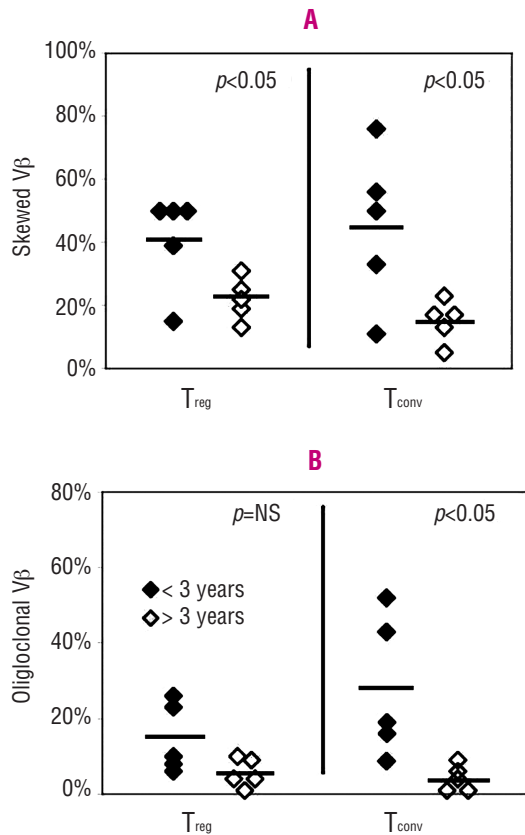 A
100%
80%
60%
40%
20%
0%
Skewed Vβ
p<0.05
p<0.05
Treg
Tconv
B
80%
60%
40%
20%
0%
Oligloclonal Vβ
p=NS
p<0.05
< 3 years
> 3 years
Treg
Tconv